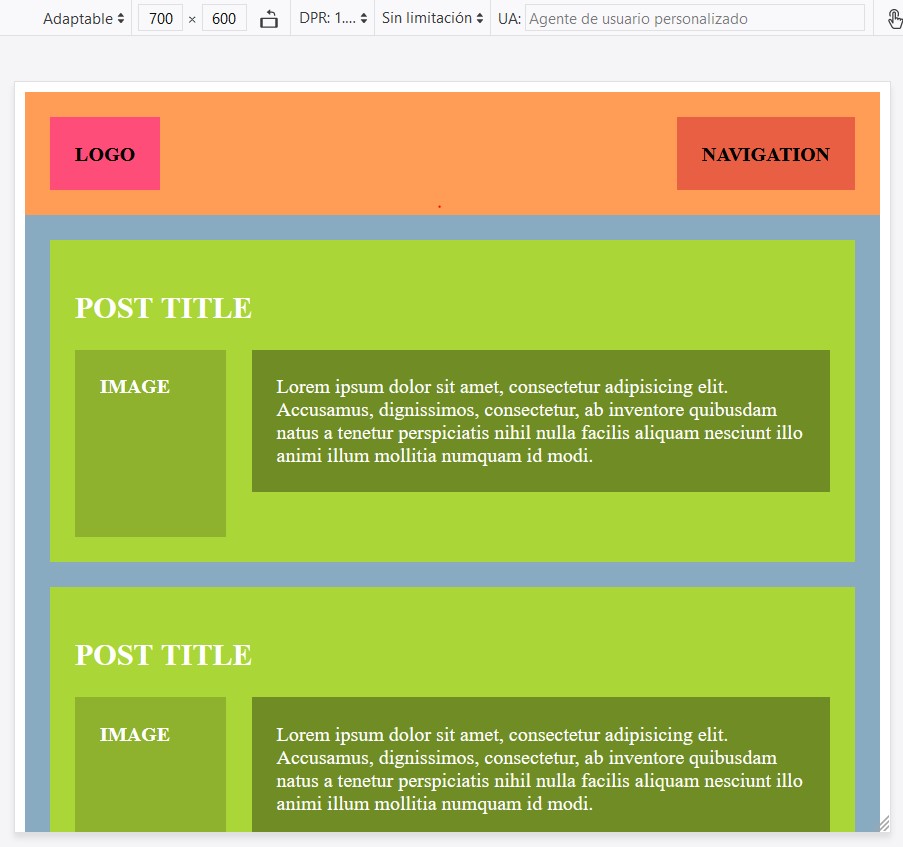 Adaptable 700 × 600 DPR: 1.... Sin limitación UA: Agente de usuario personalizado
LOGO NAVIGATION
POST TITLE
IMAGE
Lorem ipsum dolor sit amet, consectetur adipisicing elit.
Accusamus, dignissimos, consectetur, ab inventore quibusdam
natus a tenetur perspiciatis nihil nulla facilis aliquam nesciunt illo
animi illum mollitia numquam id modi.
POST TITLE
IMAGE
Lorem ipsum dolor sit amet, consectetur adipisicing elit.
Accusamus, dignissimos, consectetur, ab inventore quibusdam
natus a tenetur perspiciatis nihil nulla facilis aliquam nesciunt illo
animi illum mollitia numquam id modi.